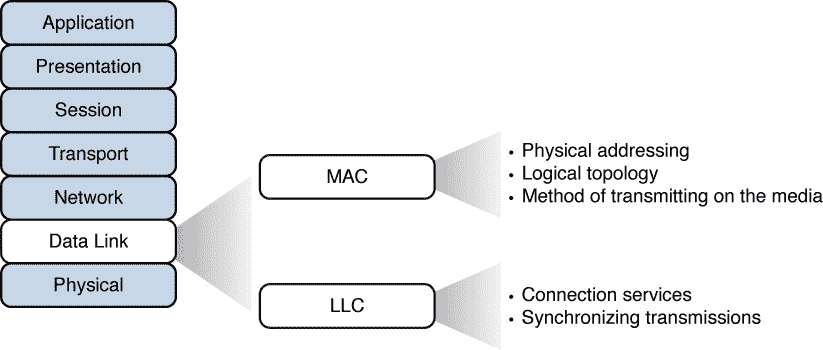 Application
Presentation
Session
Transport
Network
Data Link
Physical
MAC
• Physical addressing
• Logical topology
• Method of transmitting on the media
LLC
• Connection services
• Synchronizing transmissions